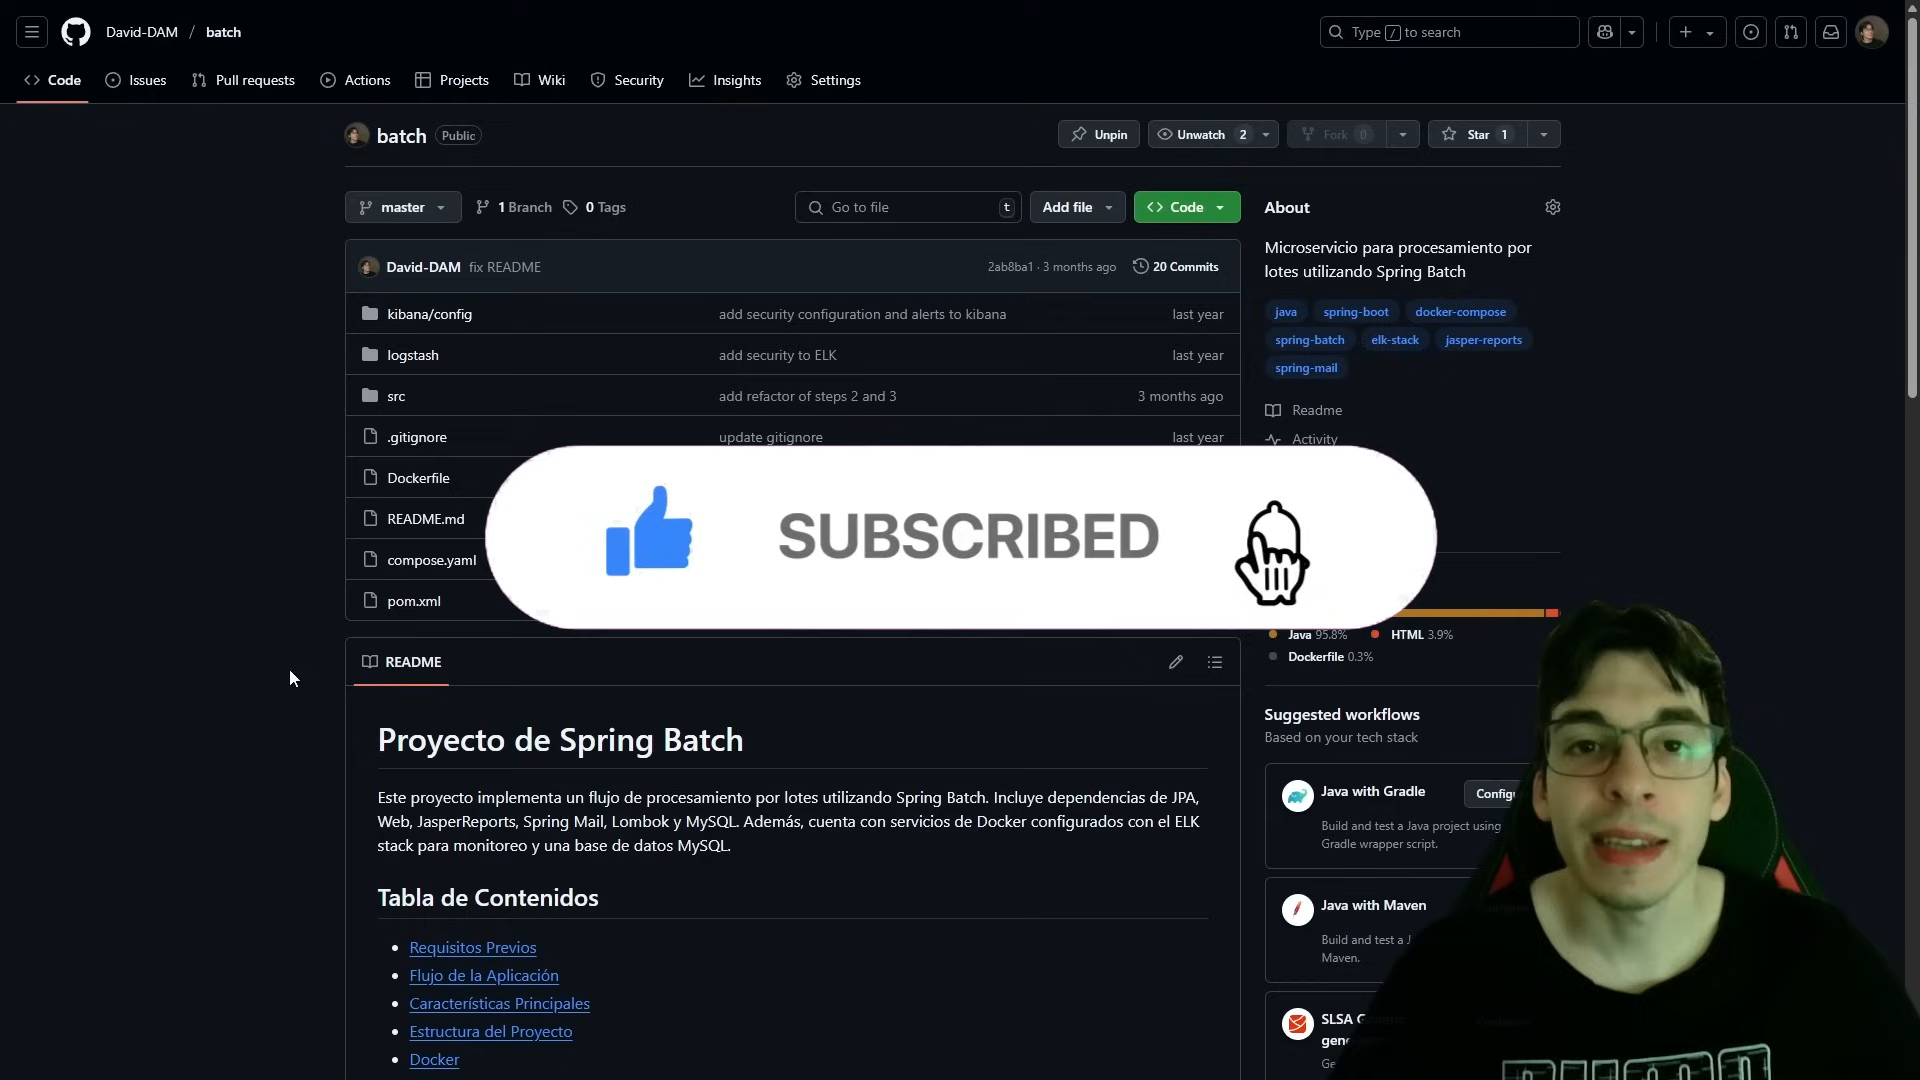 David-DAM / batch
Type / to search
Code Issues Pull requests Actions Projects Wiki Security Insights Settings
batch Public
Unpin Unwatch 2 Fork 0 Star 1
master 1 Branch 0 Tags
Go to file t Add file Code
David-DAM fix README 2ab8ba1 · 3 months ago 20 Commits
kibana/config add security configuration and alerts to kibana last year
logstash add security to ELK last year
src add refactor of steps 2 and 3 3 months ago
.gitignore update gitignore last year
Dockerfile
README.md
compose.yaml
pom.xml
SUBSCRIBED
README
Proyecto de Spring Batch
Este proyecto implementa un flujo de procesamiento por lotes utilizando Spring Batch. Incluye dependencias de JPA,
Web, JasperReports, Spring Mail, Lombok y MySQL. Además, cuenta con servicios de Docker configurados con el ELK
stack para monitoreo y una base de datos MySQL.
Tabla de Contenidos
Requisitos Previos
Flujo de la Aplicación
Características Principales
Estructura del Proyecto
Docker
About
Microservicio para procesamiento por
lotes utilizando Spring Batch
java spring-boot docker-compose
spring-batch elk-stack jasper-reports
spring-mail
Readme
Activity
Java 95.8% HTML 3.9%
Dockerfile 0.3%
Suggested workflows
Based on your tech stack
Java with Gradle
Build and test a Java project using
Gradle wrapper script.
Java with Maven
Build and test a
Maven.
SLSA